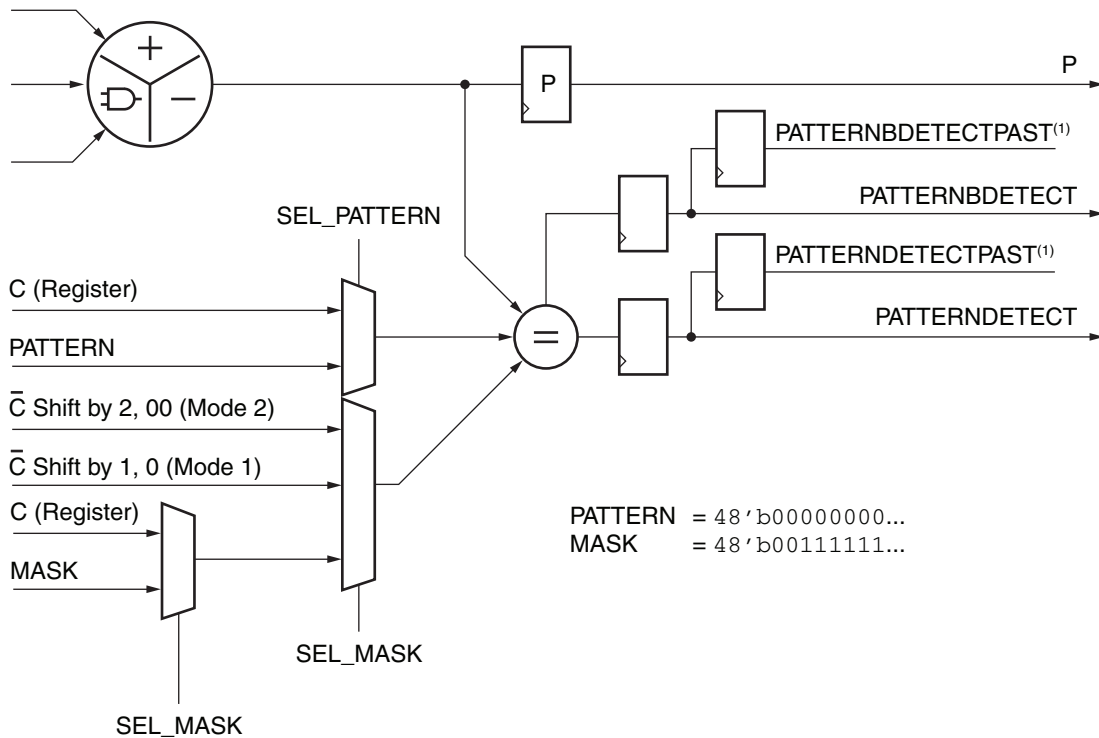 +
−
P
P
PATTERNBDETECTPAST(1)
PATTERNBDETECT
SEL_PATTERN
PATTERNDETECTPAST(1)
C (Register)
PATTERNDETECT
=
PATTERN
C̅ Shift by 2, 00 (Mode 2)
C̅ Shift by 1, 0 (Mode 1)
C (Register)
PATTERN = 48'b00000000...
MASK = 48'b00111111...
MASK
SEL_MASK
SEL_MASK